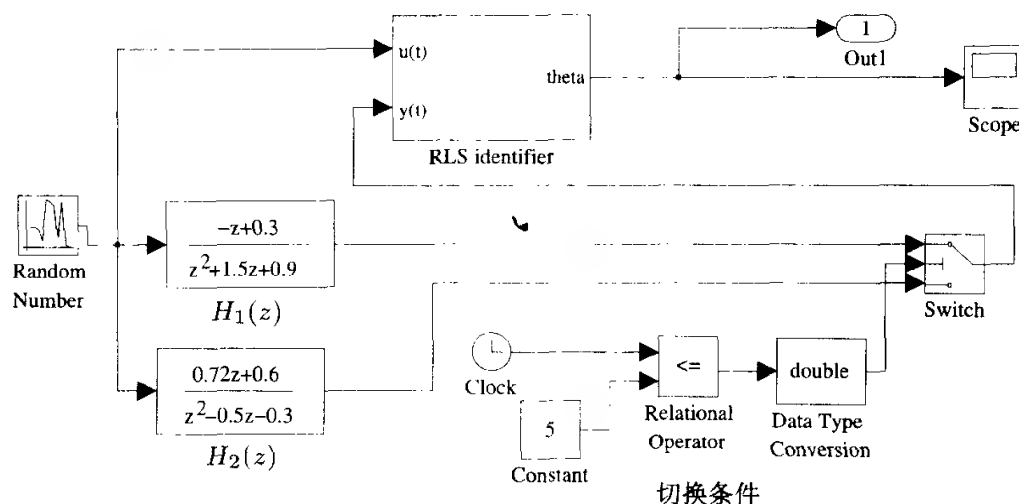 1
Out1
u(t)
theta
y(t)
RLS identifier
Scope
-z+0.3
z²+1.5z+0.9
H₁(z)
Random
Number
Switch
0.72z+0.6
z²-0.5z-0.3
H₂(z)
Clock
<=
double
5
Relational
Operator
Data Type
Conversion
Constant
切换条件